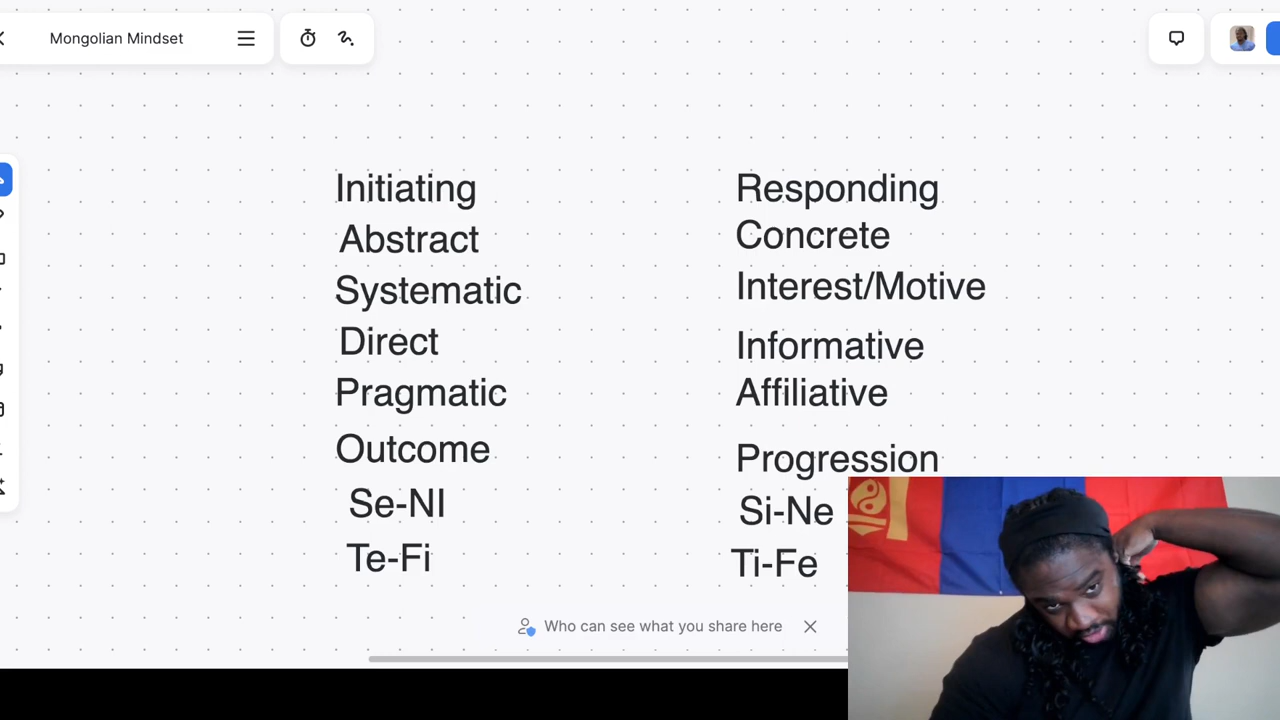 Mongolian Mindset
Initiating
Abstract
Systematic
Direct
Pragmatic
Outcome
Se-NI
Te-Fi
Responding
Concrete
Interest/Motive
Informative
Affiliative
Progression
Si-Ne
Ti-Fe
Who can see what you share here